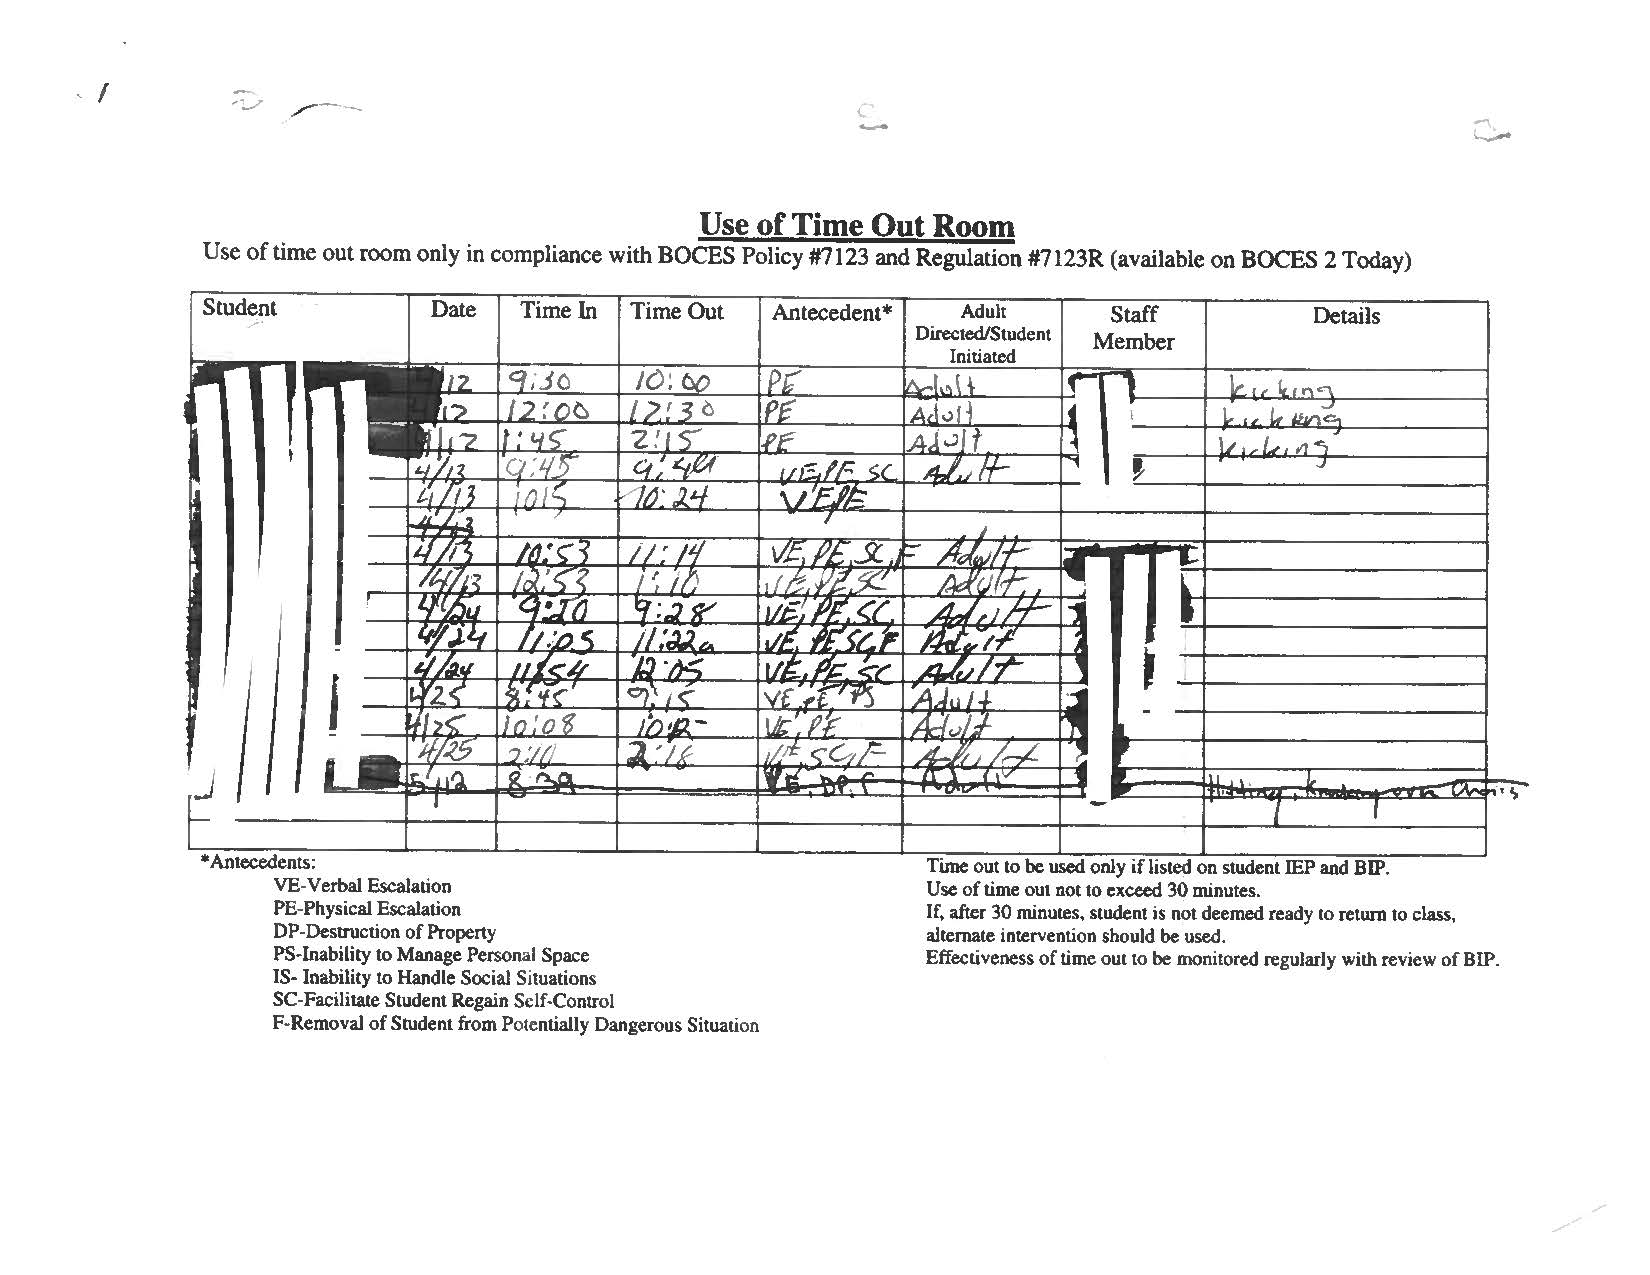 Use of Time Out Room
Use of time out room only in compliance with BOCES Policy #7123 and Regulation #7123R (available on BOCES 2 Today)
Student Date Time In Time Out Antecedent* Adult Directed/Student Initiated Staff Member Details
/12 9:30 10:00 PE Adult kicking
/12 12:00 12:30 PE Adult kicking
4/12 1:45 2:15 PE Adult kicking
4/13 9:45 VE, PE, SC Adult
4/13 1015 10:24 VE, PE
4/13
4/13 10:53 11:14 VE, PE, SC, F Adult
4/13 12:53 1:10 VE, PE, SC Adult
4/24 9:20 9:28 VE, PE, SC, Adult
4/24 11:05 11:22a VE, PE, SC, F Adult
4/24 11:54 12:05 VE, PE, SC Adult
4/25 8:45 9:15 VE, PE, PS Adult
4/25 10:08 VE, PE Adult
4/25 2:10 2:18 VE, SC, F Adult
5/12 8:39 VE, DP, F Adult Hitting, over Chairs
*Antecedents:
VE-Verbal Escalation
PE-Physical Escalation
DP-Destruction of Property
PS-Inability to Manage Personal Space
IS- Inability to Handle Social Situations
SC-Facilitate Student Regain Self-Control
F-Removal of Student from Potentially Dangerous Situation
Time out to be used only if listed on student IEP and BIP.
Use of time out not to exceed 30 minutes.
If, after 30 minutes, student is not deemed ready to return to class,
alternate intervention should be used.
Effectiveness of time out to be monitored regularly with review of BIP.